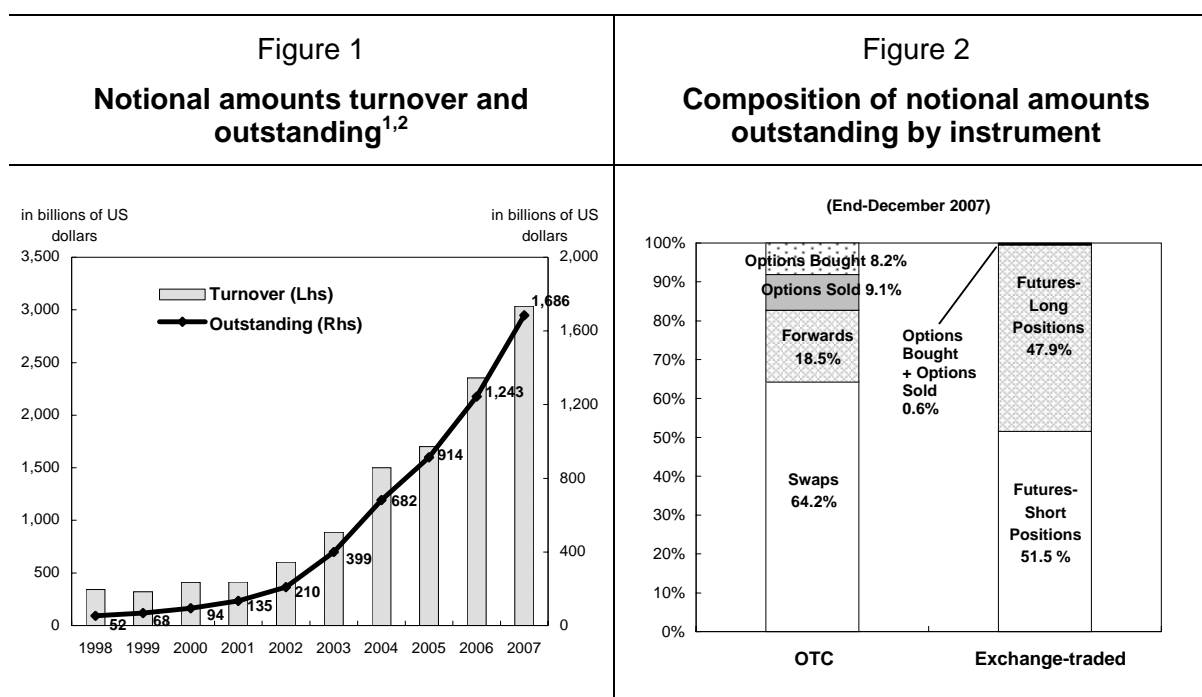 Figure 1
Notional amounts turnover and
outstanding1,2
in billions of US
dollars
in billions of US
dollars
3,500
3,000
2,500
2,000
1,500
1,000
500
0
2,000
1,600
1,200
800
400
0
Turnover (Lhs)
Outstanding (Rhs)
52
68
94
135
210
399
682
914
1,243
1,686
1998 1999 2000 2001 2002 2003 2004 2005 2006 2007
Figure 2
Composition of notional amounts
outstanding by instrument
(End-December 2007)
100%
90%
80%
70%
60%
50%
40%
30%
20%
10%
0%
Options Bought 8.2%
Options Sold 9.1%
Forwards
18.5%
Swaps
64.2%
Options
Bought
+ Options
Sold
0.6%
Futures-
Long
Positions
47.9%
Futures-
Short
Positions
51.5 %
OTC
Exchange-traded